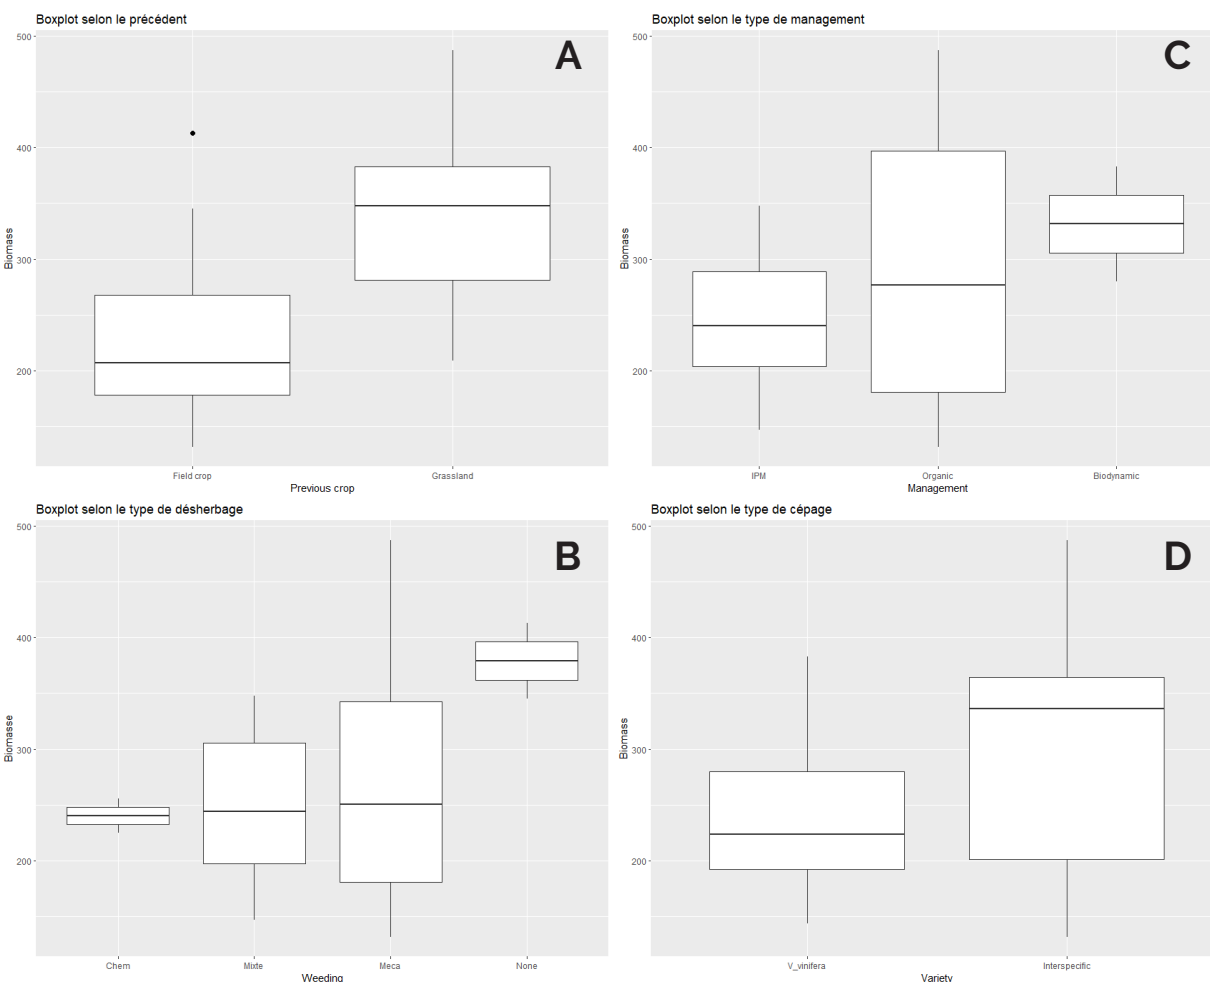 Boxplot selon le précédent
A
500
400
300
200
Biomass
Field crop
Grassland
Previous crop
Boxplot selon le type de management
C
500
400
300
200
Biomass
IPM
Organic
Biodynamic
Management
Boxplot selon le type de désherbage
B
500
400
300
200
Biomasse
Chem
Mixte
Meca
None
Weeding
Boxplot selon le type de cépage
D
500
400
300
200
Biomass
V_vinifera
Interspecific
Variety